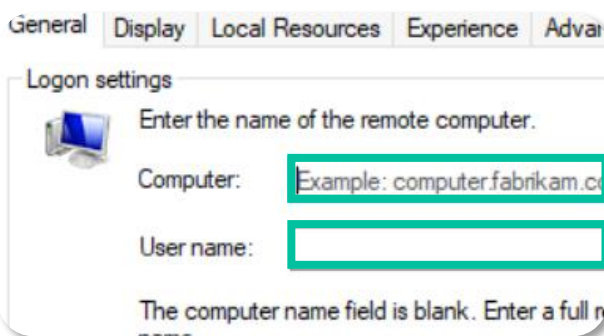 General Display Local Resources Experience
Logon settings
Enter the name of the remote computer.
Computer: Example: computer.fabrikam.co
User name:
The computer name field is blank. Enter a full
name